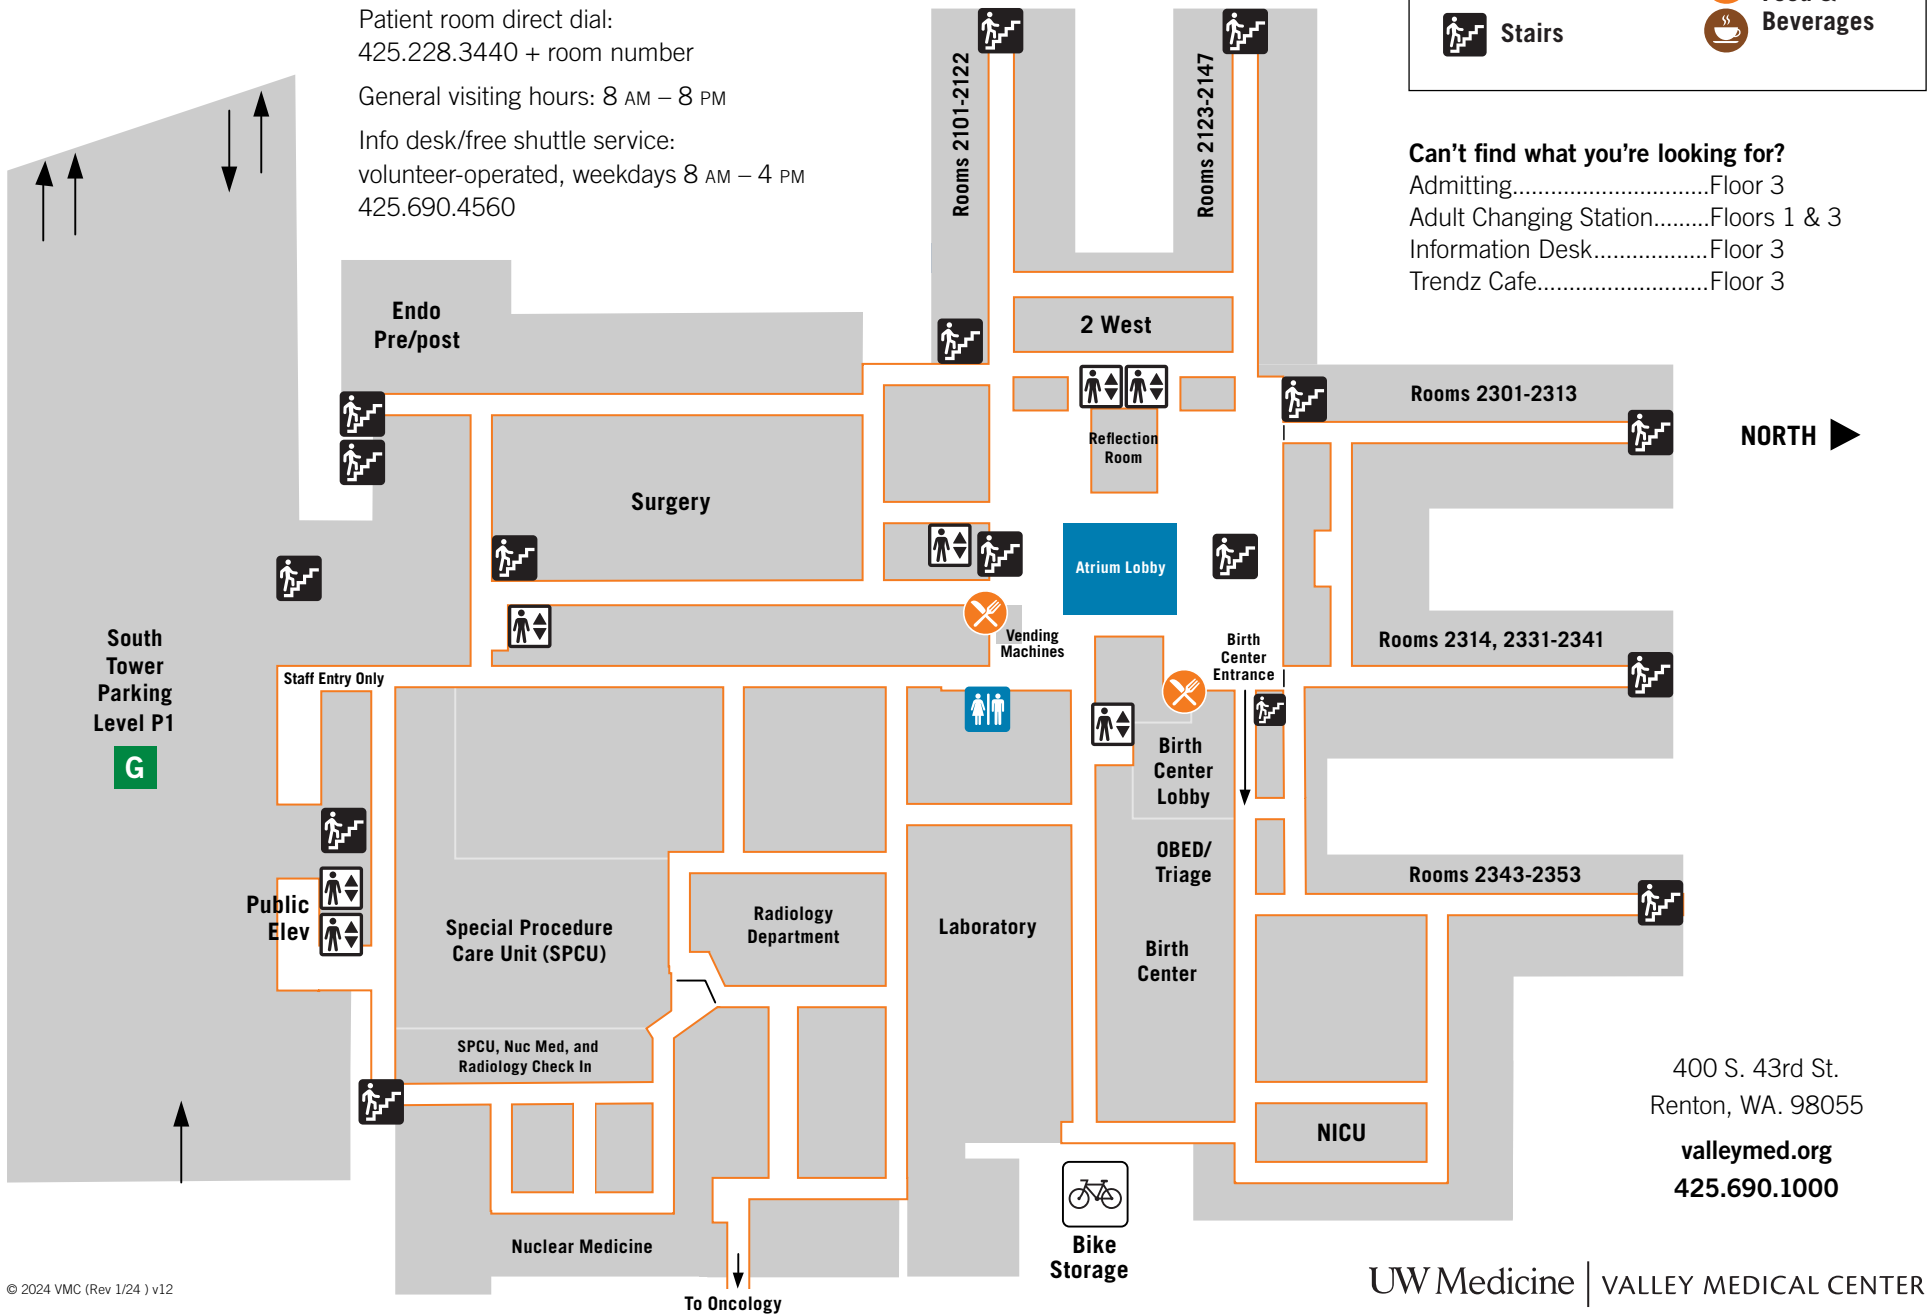 Patient room direct dial:
425.228.3440 + room number
General visiting hours: 8 AM – 8 PM
Info desk/free shuttle service:
volunteer-operated, weekdays 8 AM – 4 PM
425.690.4560
Stairs
Beverages
Can't find what you're looking for?
Admitting..............................Floor 3
Adult Changing Station.........Floors 1 & 3
Information Desk..................Floor 3
Trendz Cafe...........................Floor 3
Rooms 2101-2122
Rooms 2123-2147
Endo
Pre/post
2 West
Rooms 2301-2313
NORTH
Reflection
Room
Surgery
Atrium Lobby
Vending
Machines
Birth
Center
Entrance
Rooms 2314, 2331-2341
South
Tower
Parking
Level P1
G
Staff Entry Only
Birth
Center
Lobby
OBED/
Triage
Rooms 2343-2353
Public
Elev
Special Procedure
Care Unit (SPCU)
Radiology
Department
Laboratory
Birth
Center
SPCU, Nuc Med, and
Radiology Check In
NICU
400 S. 43rd St.
Renton, WA. 98055
valleymed.org
425.690.1000
Nuclear Medicine
Bike
Storage
To Oncology
© 2024 VMC (Rev 1/24 ) v12
UW Medicine | VALLEY MEDICAL CENTER